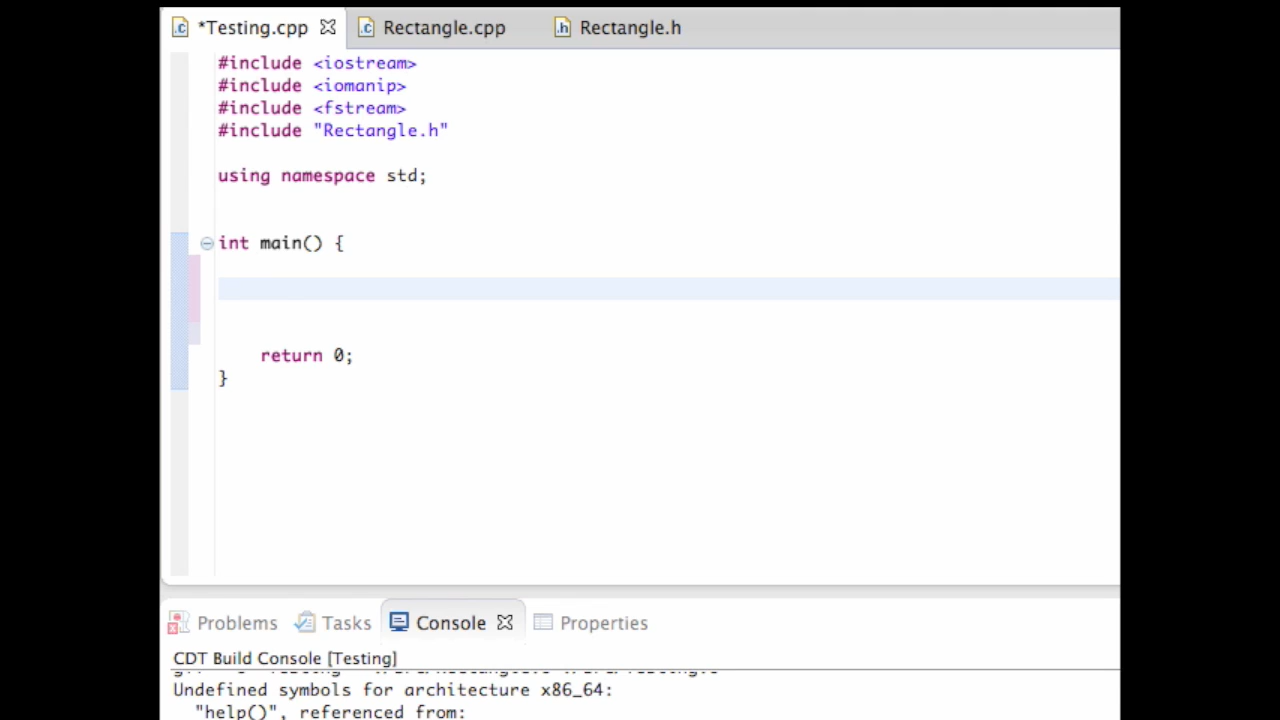 *Testing.cpp Rectangle.cpp Rectangle.h
#include <iostream>
#include <iomanip>
#include <fstream>
#include "Rectangle.h"
using namespace std;
int main() {
return 0;
}
Problems Tasks Console Properties
CDT Build Console [Testing]
Undefined symbols for architecture x86_64:
"help()", referenced from: